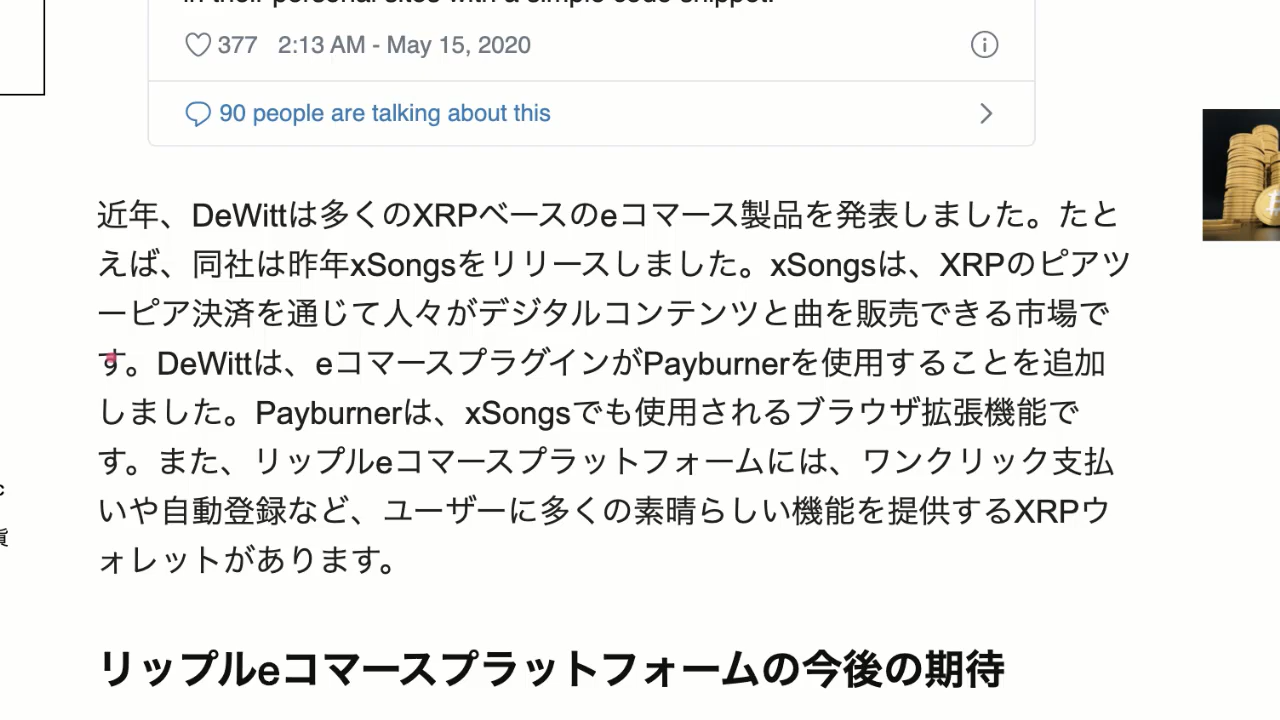 in their personal sites with a simple code snippet.
377 2:13 AM - May 15, 2020
90 people are talking about this
近年、DeWittは多くのXRPベースのeコマース製品を発表しました。たと
えば、同社は昨年xSongsをリリースしました。xSongsは、XRPのピアツ
ーピア決済を通じて人々がデジタルコンテンツと曲を販売できる市場で
す。DeWittは、eコマースプラグインがPayburnerを使用することを追加
しました。Payburnerは、xSongsでも使用されるブラウザ拡張機能で
す。また、リップルeコマースプラットフォームには、ワンクリック支払
いや自動登録など、ユーザーに多くの素晴らしい機能を提供するXRPウ
ォレットがあります。
リップルeコマースプラットフォームの今後の期待